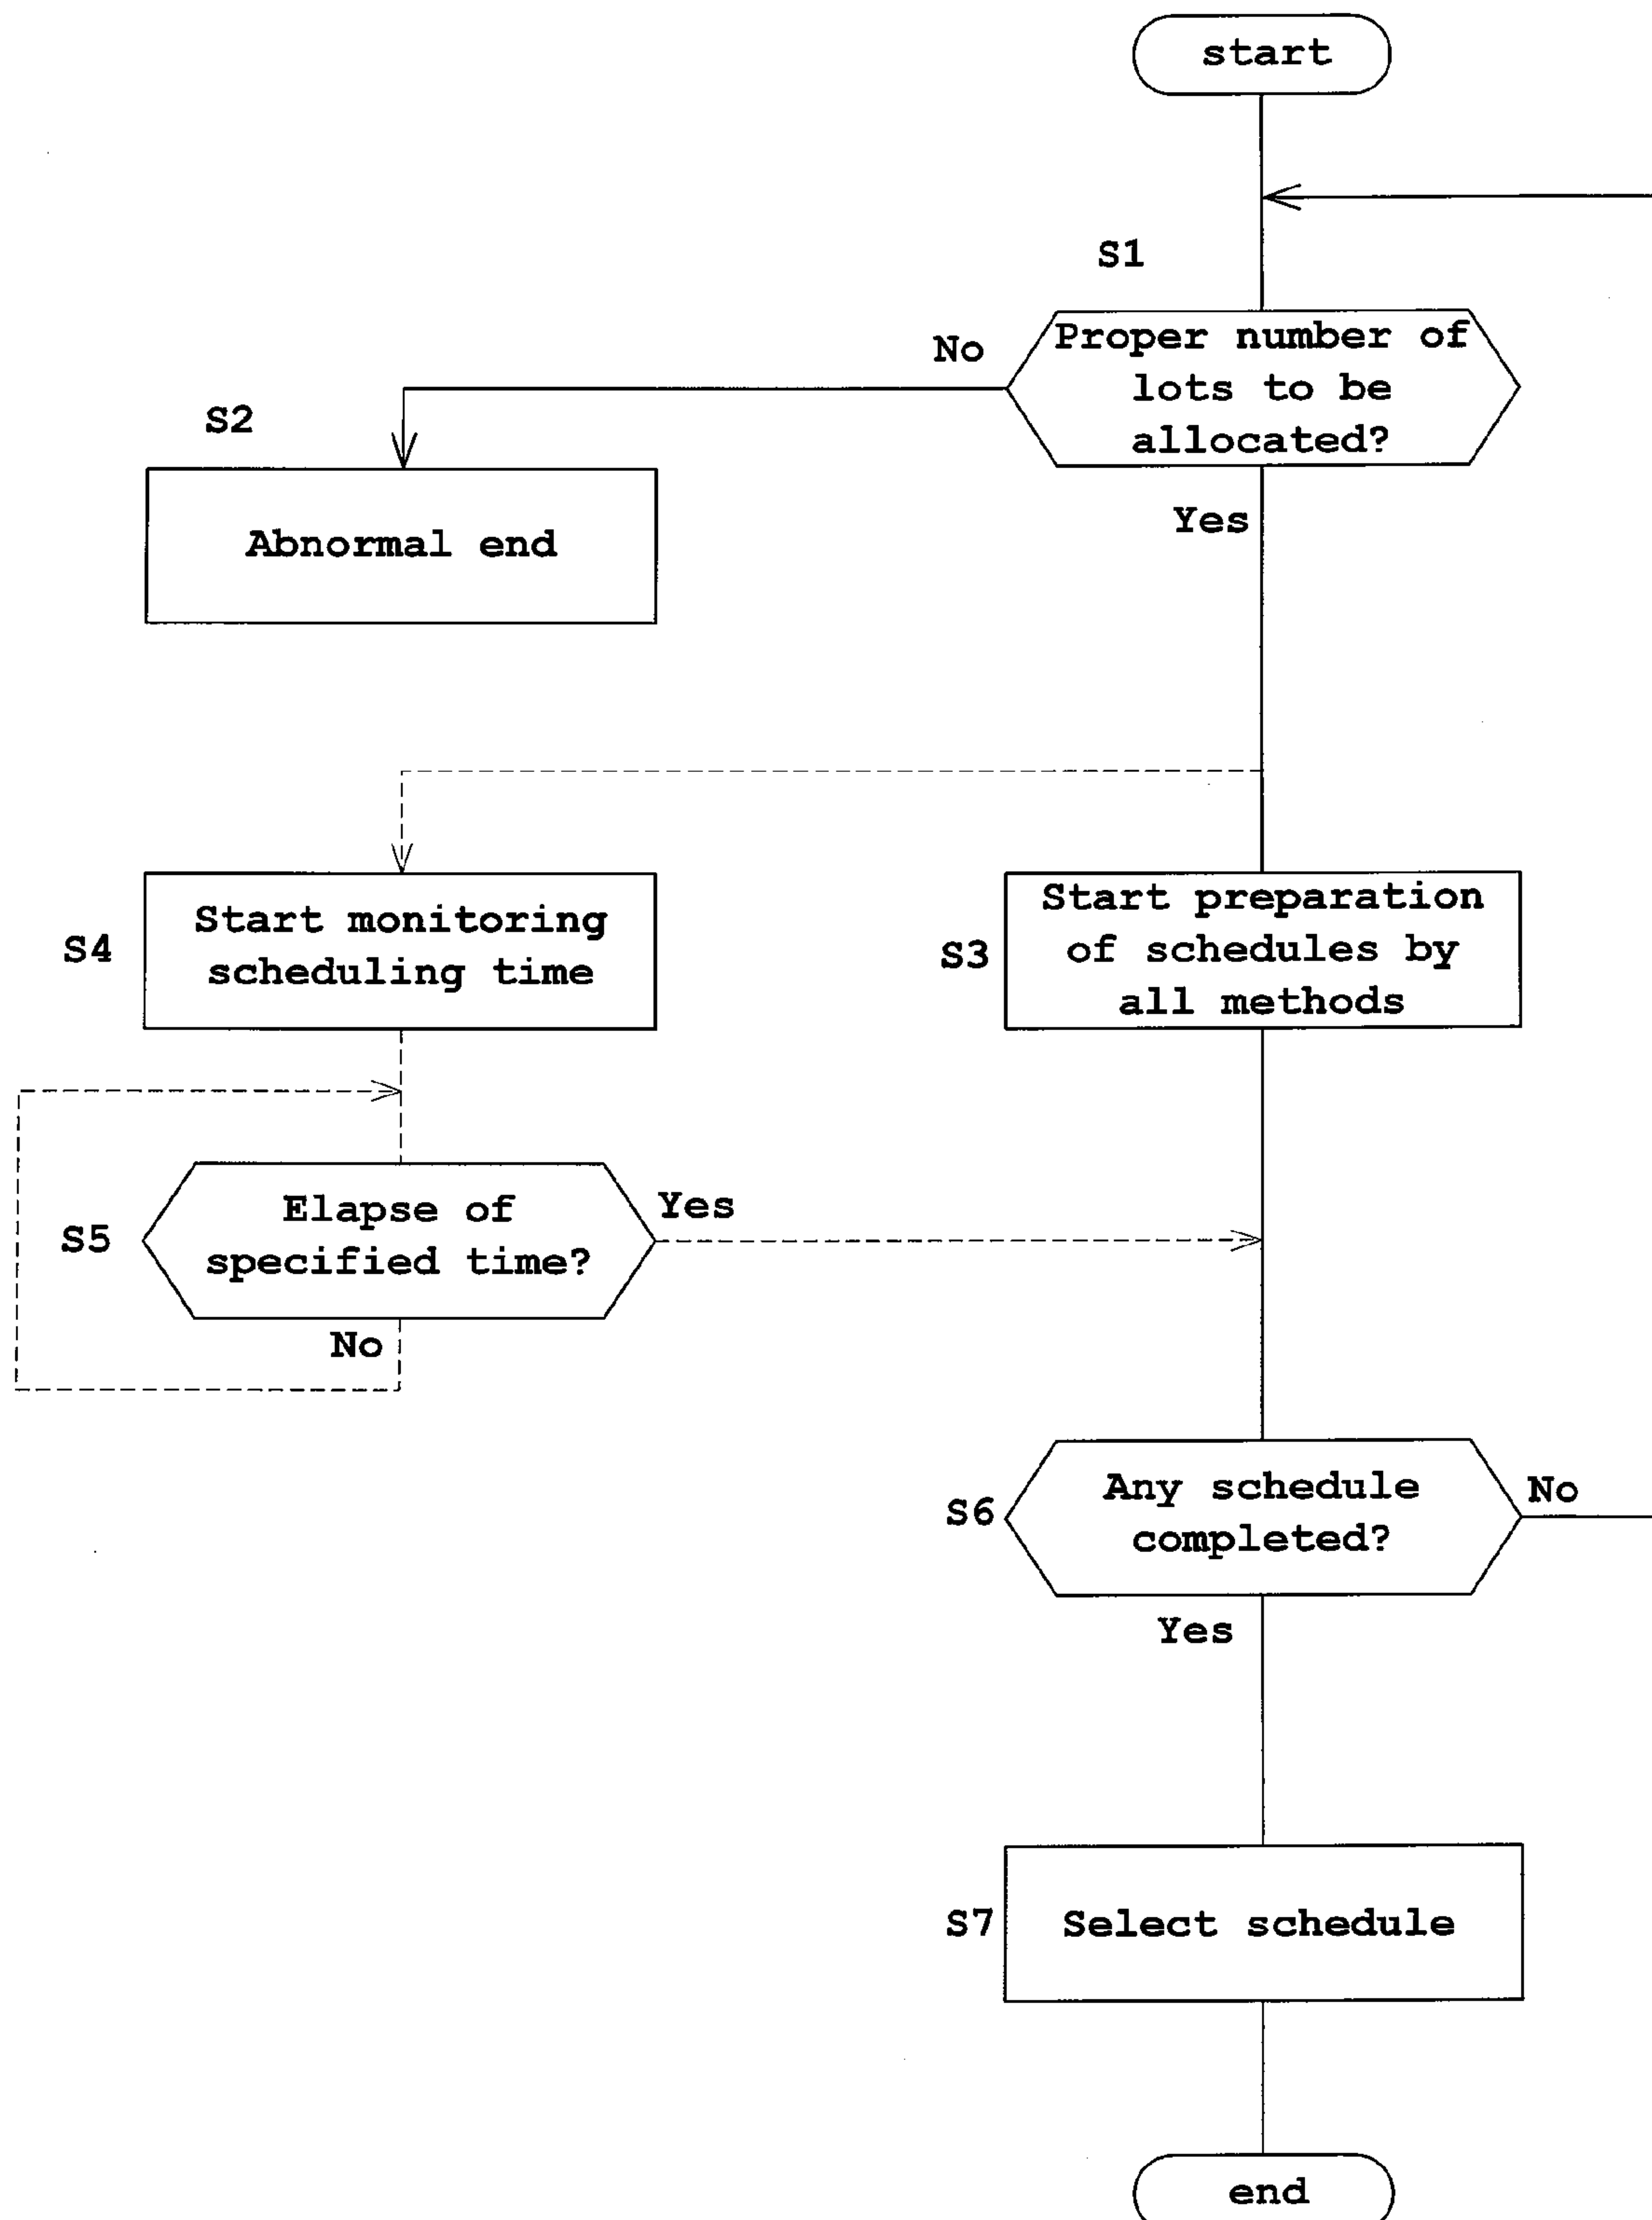 start
S1
No
Proper number of
lots to be
allocated?
S2
Yes
Abnormal end
S4
Start monitoring
scheduling time
S3
Start preparation
of schedules by
all methods
S5
Elapse of
specified time?
Yes
No
S6
Any schedule
completed?
No
Yes
S7
Select schedule
end